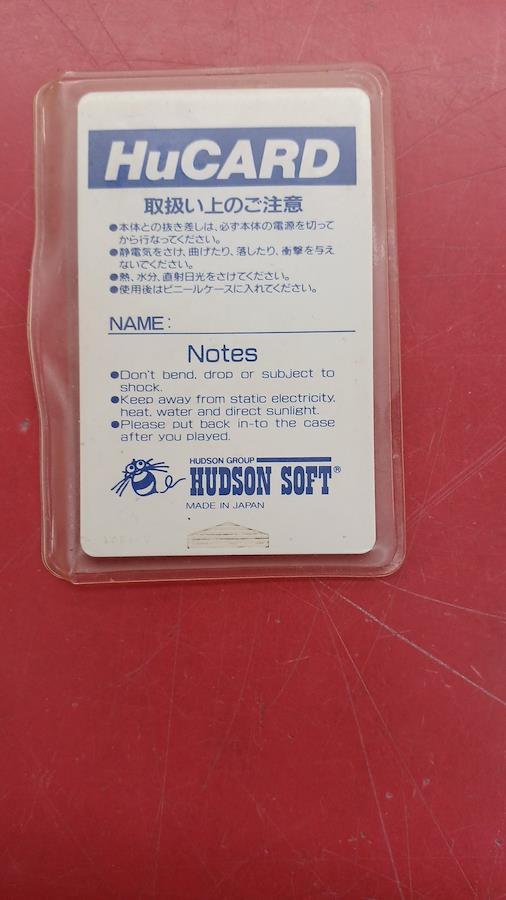 HuCARD
取扱い上のご注意
●本体との抜き差しは、必ず本体の電源を切って
から行なってください。
●静電気をさけ、曲げたり、落したり、衝撃を与え
ないでください。
●熱、水分、直射日光をさけてください。
●使用後はビニールケースに入れてください。
NAME:
Notes
●Don't bend, drop or subject to
shock.
●Keep away from static electricity,
heat, water and direct sunlight.
●Please put back in-to the case
after you played.
HUDSON GROUP
HUDSON SOFT®
MADE IN JAPAN